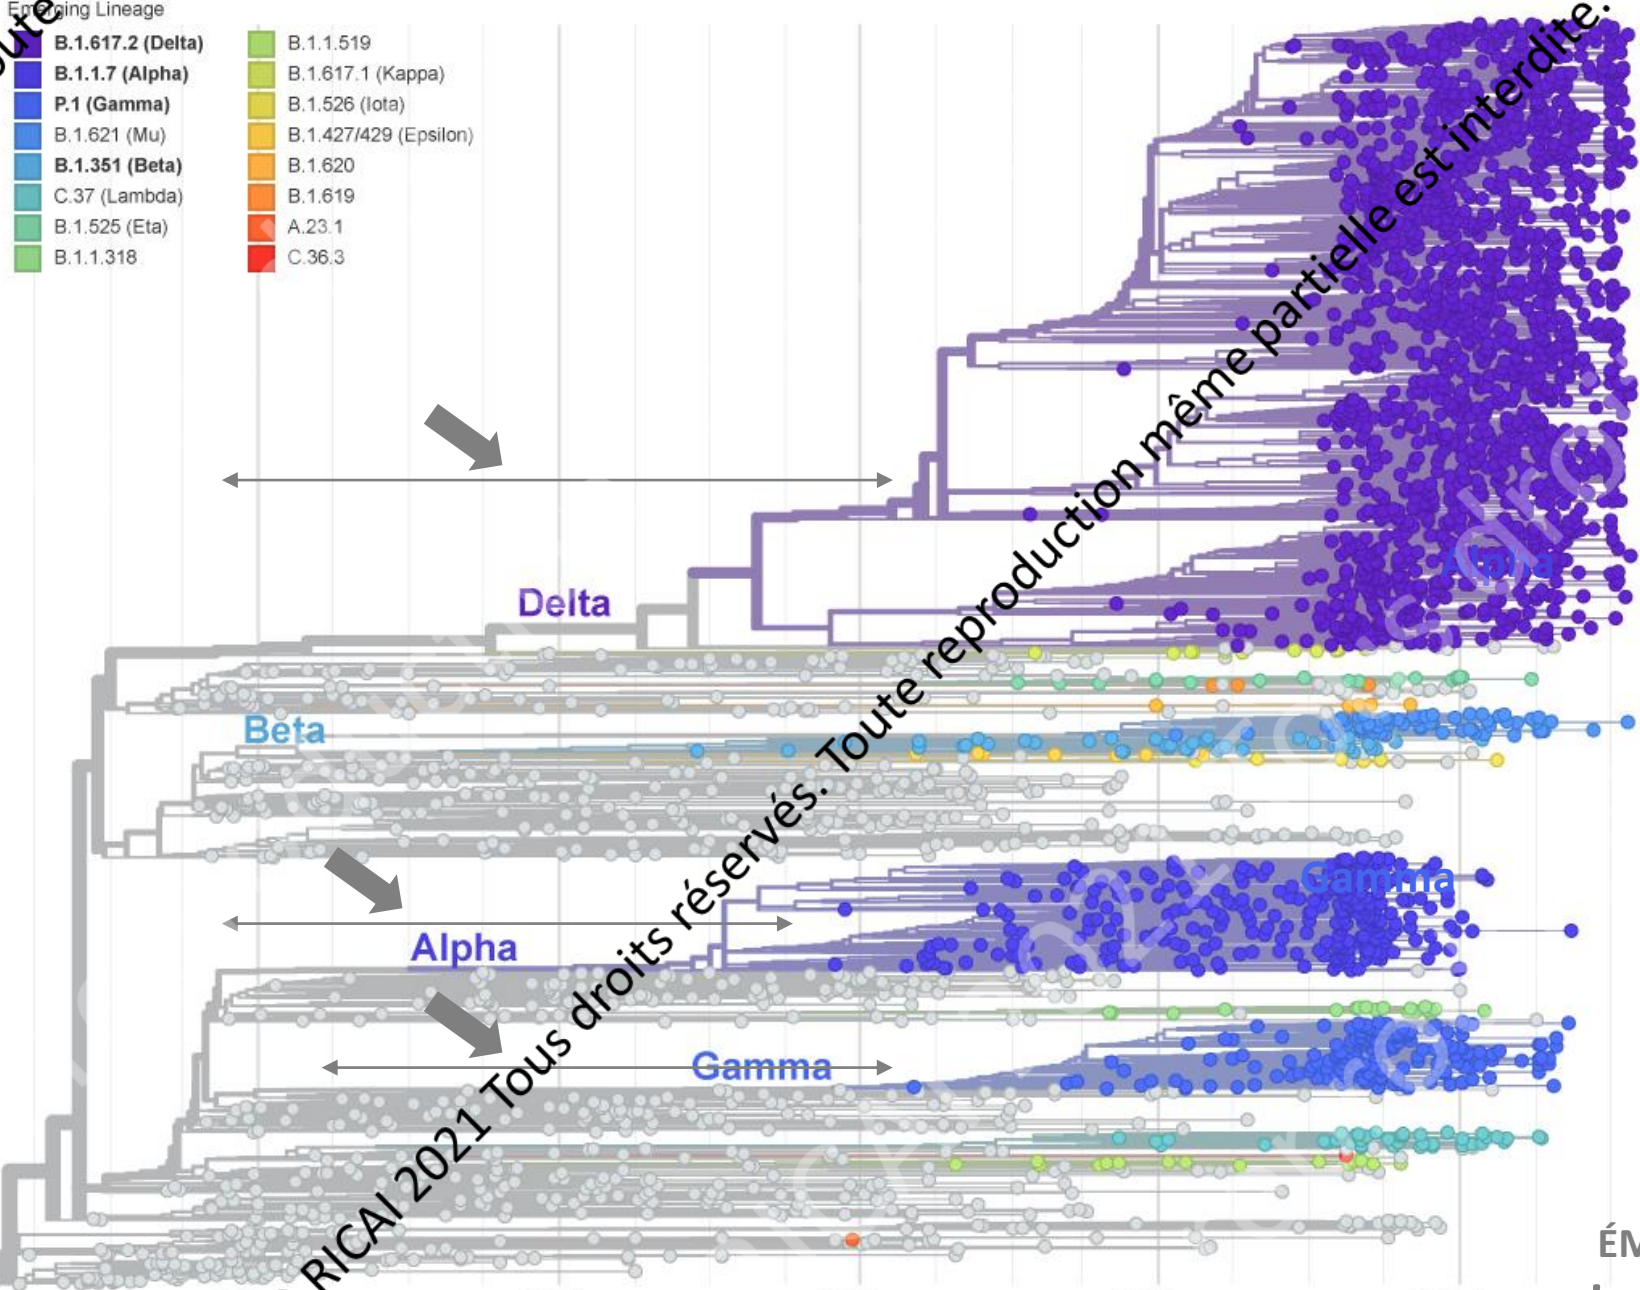 Emerging Lineage
B.1.617.2 (Delta)
B.1.1.7 (Alpha)
P.1 (Gamma)
B.1.621 (Mu)
B.1.351 (Beta)
C.37 (Lambda)
B.1.525 (Eta)
B.1.1.318
B.1.1.519
B.1.617.1 (Kappa)
B.1.526 (Iota)
B.1.427/429 (Epsilon)
B.1.620
B.1.619
A.23.1
C.36.3
Alpha
Delta
Beta
Gamma
Alpha
Gamma
RICAI 2021 Tous droits réservés. Toute reproduction même partielle est interdite.
ÉM